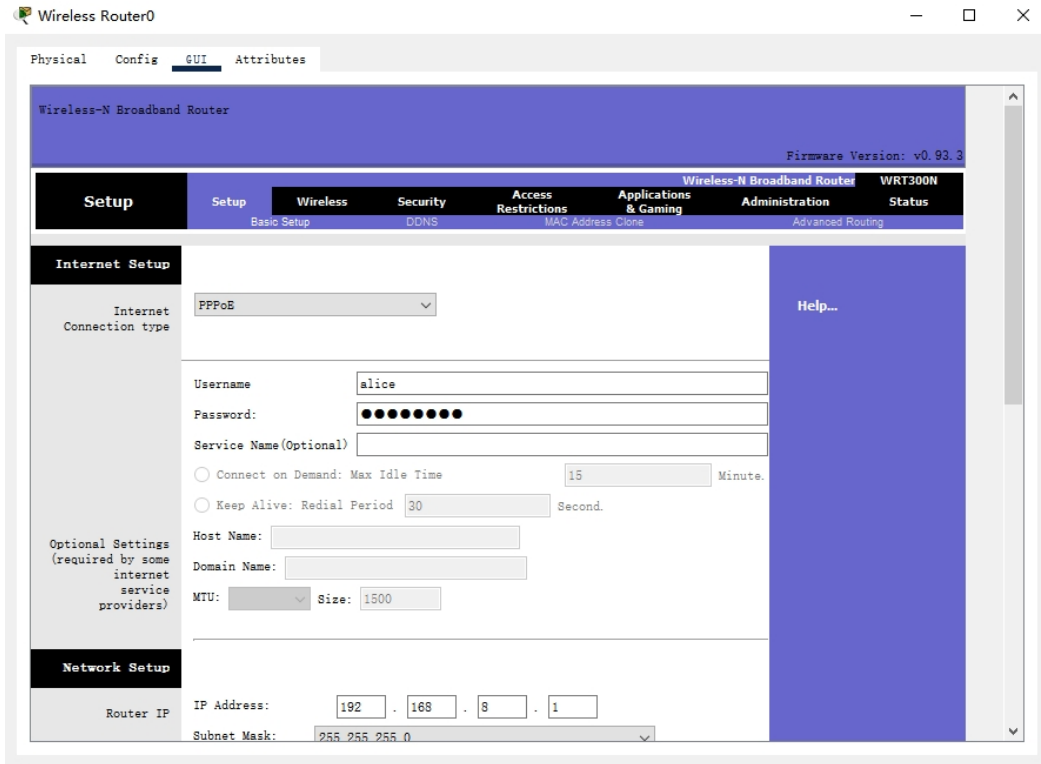 Wireless Router0
Physical Config GUI Attributes
Wireless-N Broadband Router
Firmware Version: v0.93.3
Wireless-N Broadband Router WRT300N
Setup Setup Wireless Security Access Restrictions Applications & Gaming Administration Status
Basic Setup DDNS MAC Address Clone Advanced Routing
Internet Setup
Internet Connection type PPPoE
Help...
Username alice
Password: ●●●●●●●●
Service Name(Optional)
Connect on Demand: Max Idle Time 15 Minute.
Keep Alive: Redial Period 30 Second.
Optional Settings
(required by some
internet
service
providers)
Host Name:
Domain Name:
MTU: Size: 1500
Network Setup
Router IP
IP Address: 192 . 168 . 8 . 1
Subnet Mask: 255.255.255.0